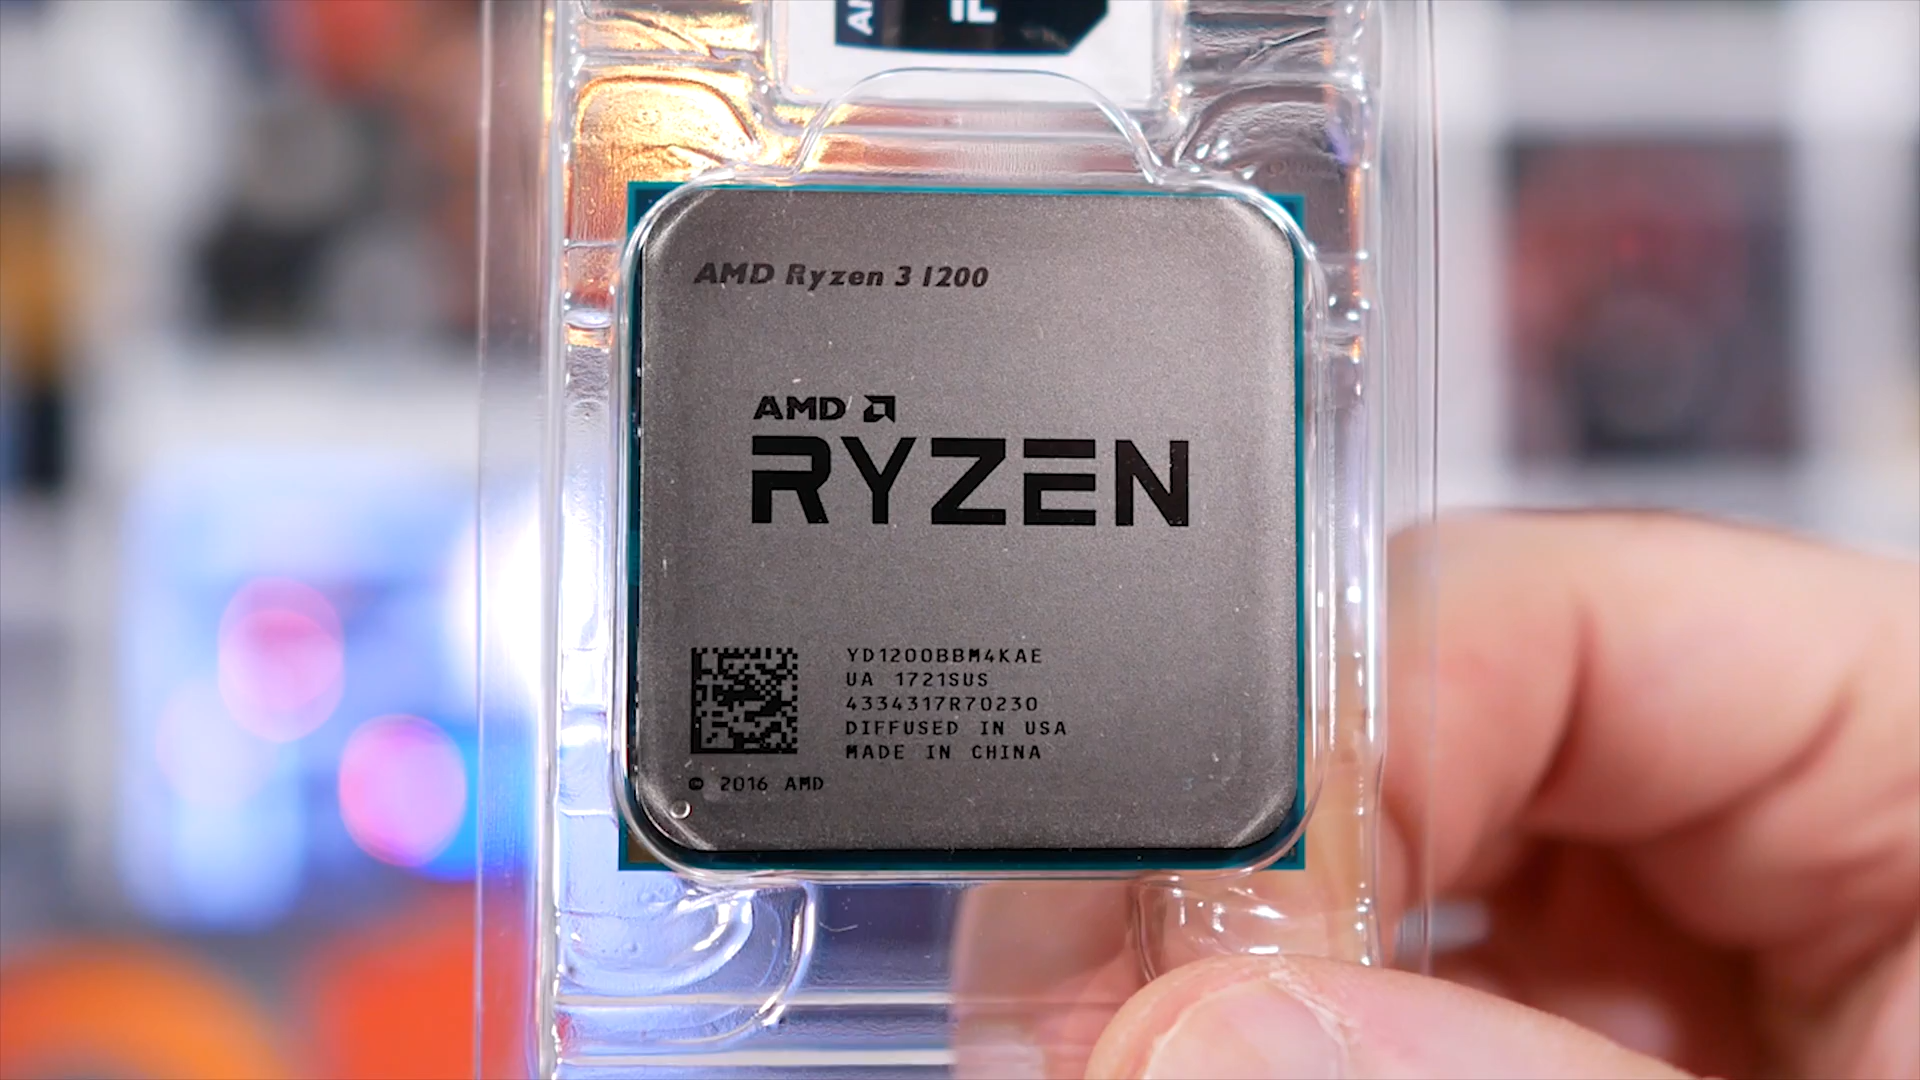 AMD Ryzen 3 1200
AMD
RYZEN
YD1200BBM4KAE
UA 1721SUS
4334317R70230
DIFFUSED IN USA
MADE IN CHINA
© 2016 AMD